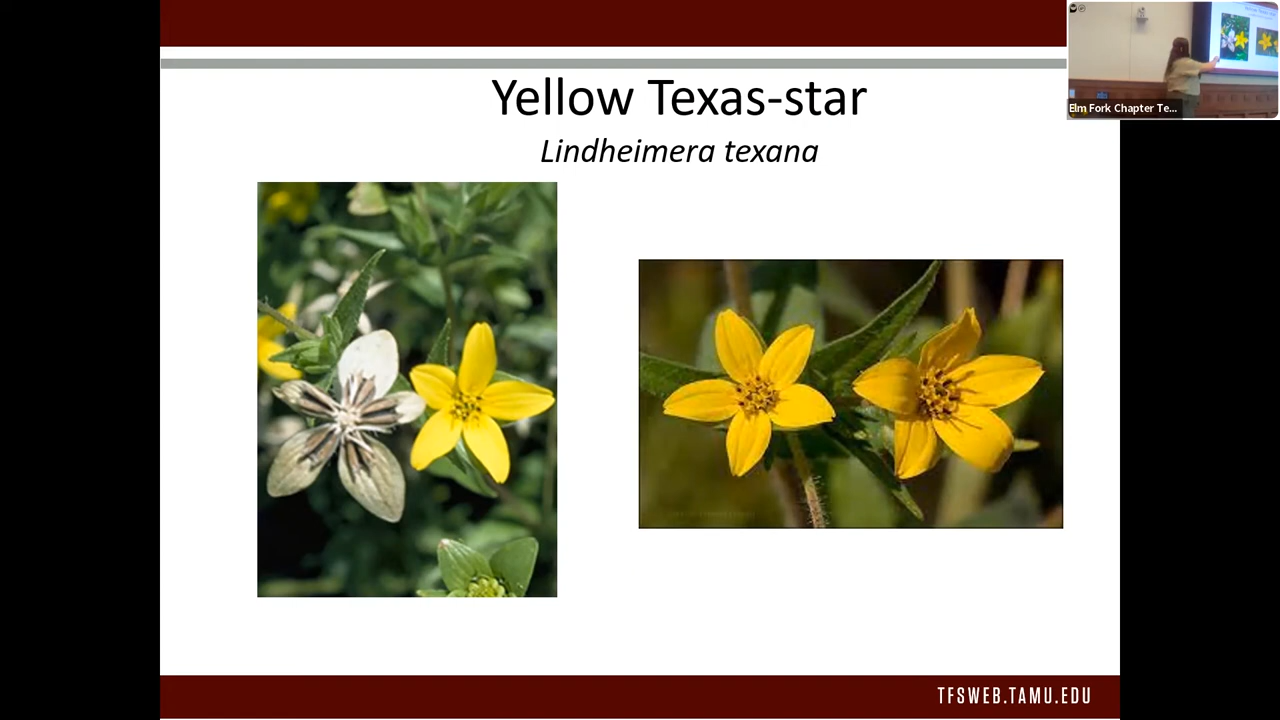 Yellow Texas-star
Lindheimera texana
Elm Fork Chapter Te...
TFSWEB.TAMU.EDU